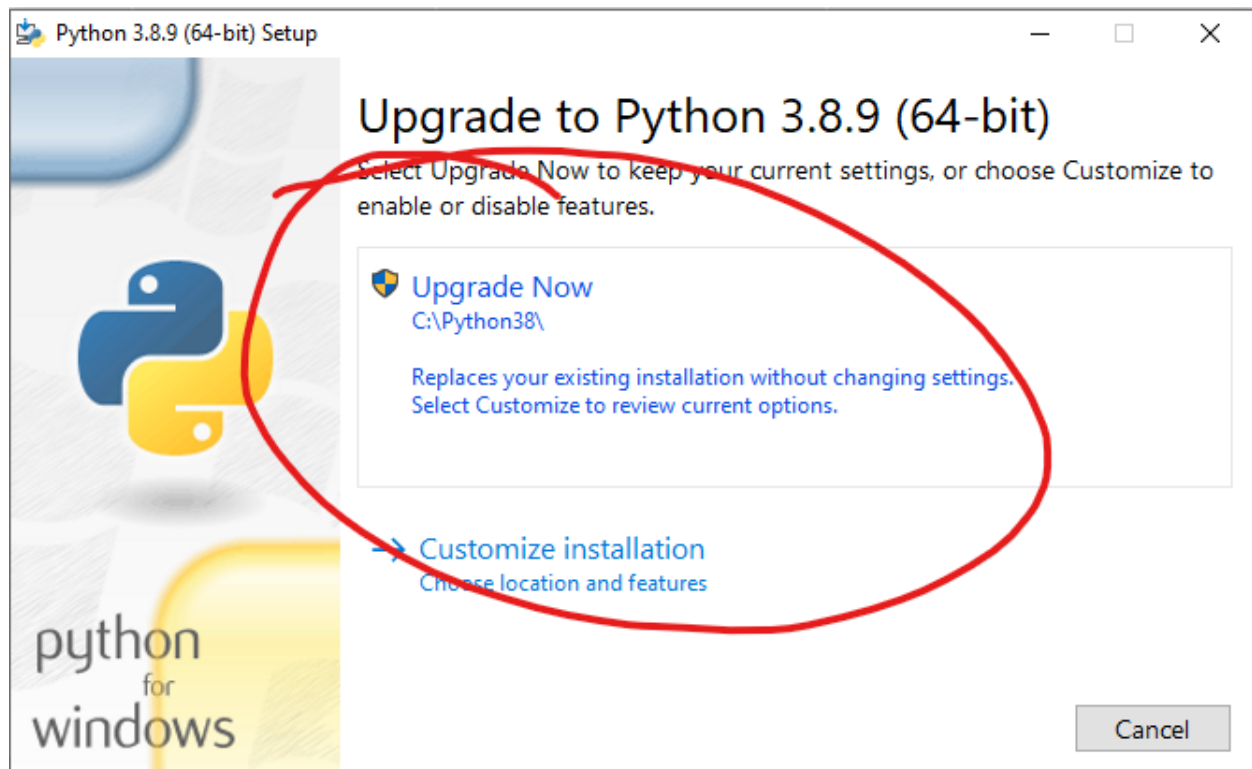 Python 3.8.9 (64-bit) Setup
Upgrade to Python 3.8.9 (64-bit)
Select Upgrade Now to keep your current settings, or choose Customize to
enable or disable features.
Upgrade Now
C:\Python38\
Replaces your existing installation without changing settings.
Select Customize to review current options.
Customize installation
Choose location and features
python
for
windows
Cancel